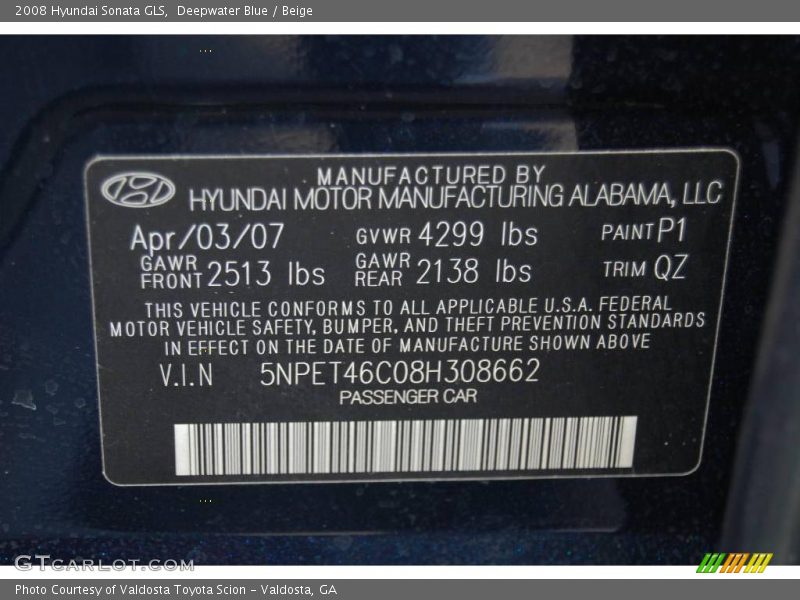 2008 Hyundai Sonata GLS, Deepwater Blue / Beige
MANUFACTURED BY
HYUNDAI MOTOR MANUFACTURING ALABAMA, LLC
Apr/03/07 GVWR 4299 lbs PAINT P1
GAWR FRONT 2513 lbs GAWR REAR 2138 lbs TRIM QZ
THIS VEHICLE CONFORMS TO ALL APPLICABLE U.S.A. FEDERAL
MOTOR VEHICLE SAFETY, BUMPER, AND THEFT PREVENTION STANDARDS
IN EFFECT ON THE DATE OF MANUFACTURE SHOWN ABOVE
V.I.N 5NPET46C08H308662
PASSENGER CAR
GTCARLOT.COM
Photo Courtesy of Valdosta Toyota Scion - Valdosta, GA